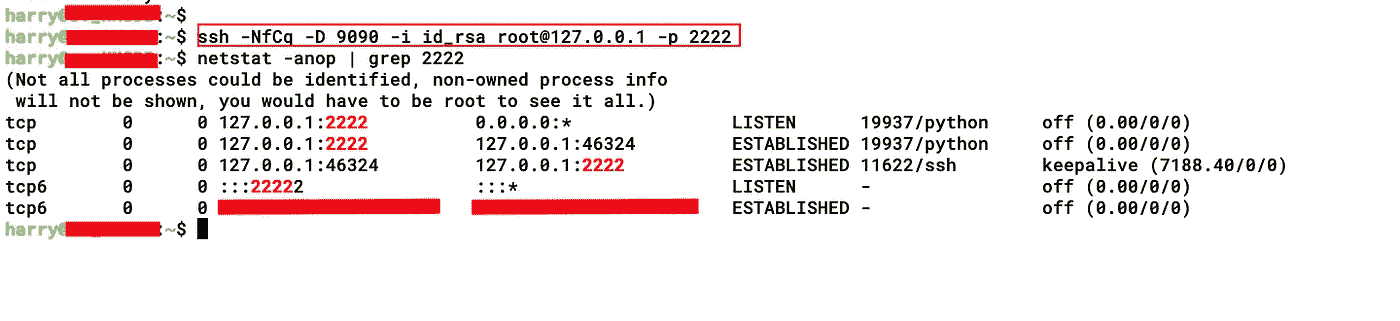 harry@ :~$
harry@ :~$ ssh -NfCq -D 9090 -i id_rsa root@127.0.0.1 -p 2222
harry@ :~$ netstat -anop | grep 2222
(Not all processes could be identified, non-owned process info
will not be shown, you would have to be root to see it all.)
tcp 0 0 127.0.0.1:2222 0.0.0.0:* LISTEN 19937/python off (0.00/0/0)
tcp 0 0 127.0.0.1:2222 127.0.0.1:46324 ESTABLISHED 19937/python off (0.00/0/0)
tcp 0 0 127.0.0.1:46324 127.0.0.1:2222 ESTABLISHED 11622/ssh keepalive (7188.40/0/0)
tcp6 0 0 :::22222 :::* LISTEN - off (0.00/0/0)
tcp6 0 0 ESTABLISHED - off (0.00/0/0)
harry@ :~$